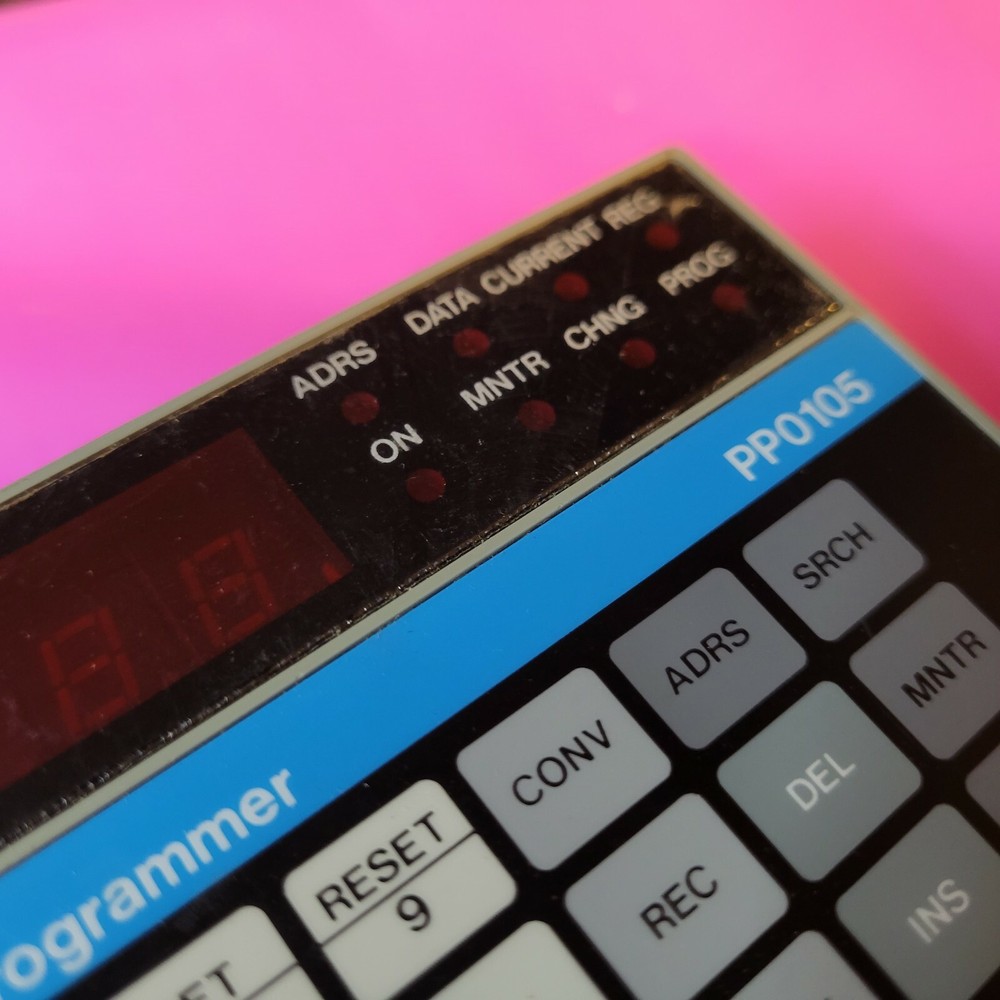 ADRS DATA CURRENT REG
ON MNTR CHNG PROG
ogrammer PP0105
SRCH
ADRS
MNTR
CONV
DEL
RESET
9
REC
INS
ET